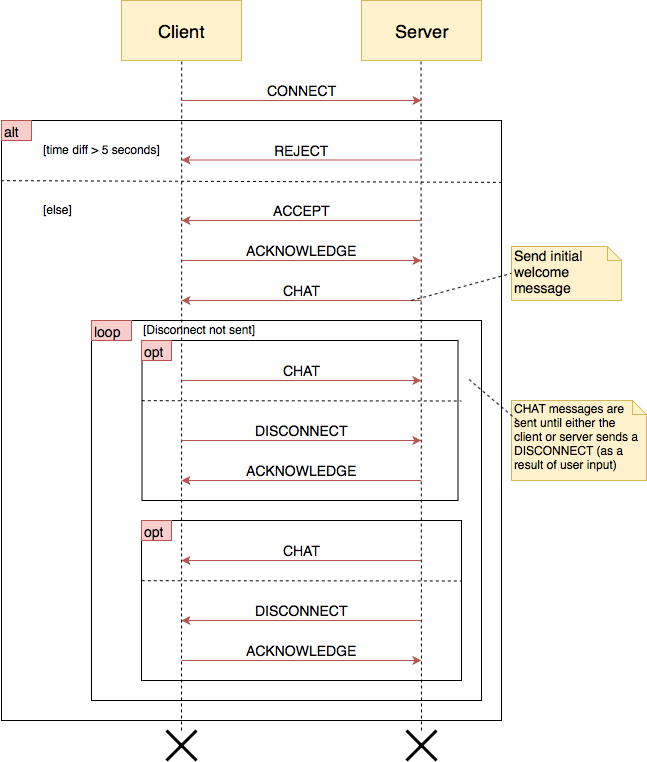 Client
Server
CONNECT
alt
[time diff > 5 seconds]
REJECT
[else]
ACCEPT
ACKNOWLEDGE
Send initial
welcome
message
CHAT
loop
[Disconnect not sent]
opt
CHAT
CHAT messages are
sent until either the
client or server sends a
DISCONNECT (as a
result of user input)
DISCONNECT
ACKNOWLEDGE
opt
CHAT
DISCONNECT
ACKNOWLEDGE